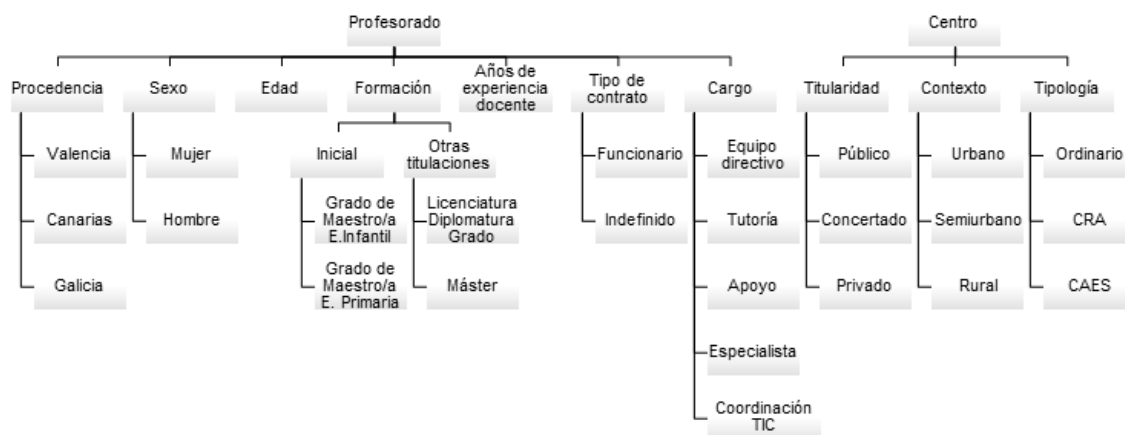 Profesorado
Centro
Procedencia
Sexo
Edad
Formación
Años de
experiencia
docente
Tipo de
contrato
Cargo
Titularidad
Contexto
Tipología
Valencia
Canarias
Galicia
Mujer
Hombre
Inicial
Grado de
Maestro/a
E.Infantil
Grado de
Maestro/a
E. Primaria
Otras
titulaciones
Licenciatura
Diplomatura
Grado
Máster
Funcionario
Indefinido
Equipo
directivo
Tutoría
Apoyo
Especialista
Coordinación
TIC
Público
Concertado
Privado
Urbano
Semiurbano
Rural
Ordinario
CRA
CAES